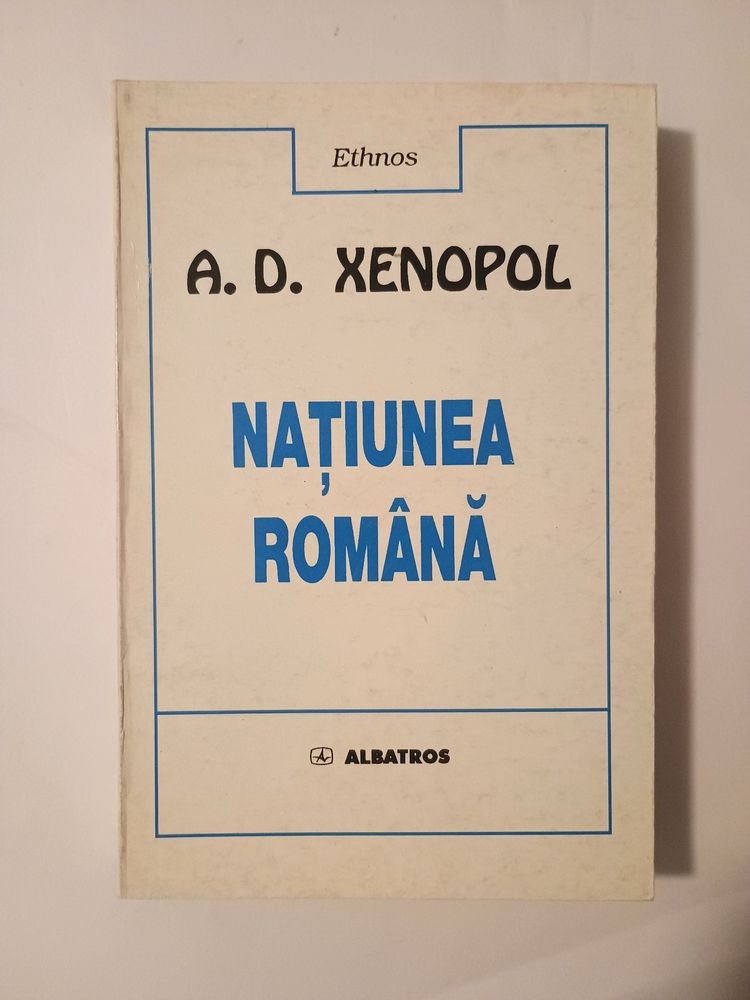 Ethnos
A. D. XENOPOL
NAȚIUNEA
ROMÂNĂ
ALBATROS